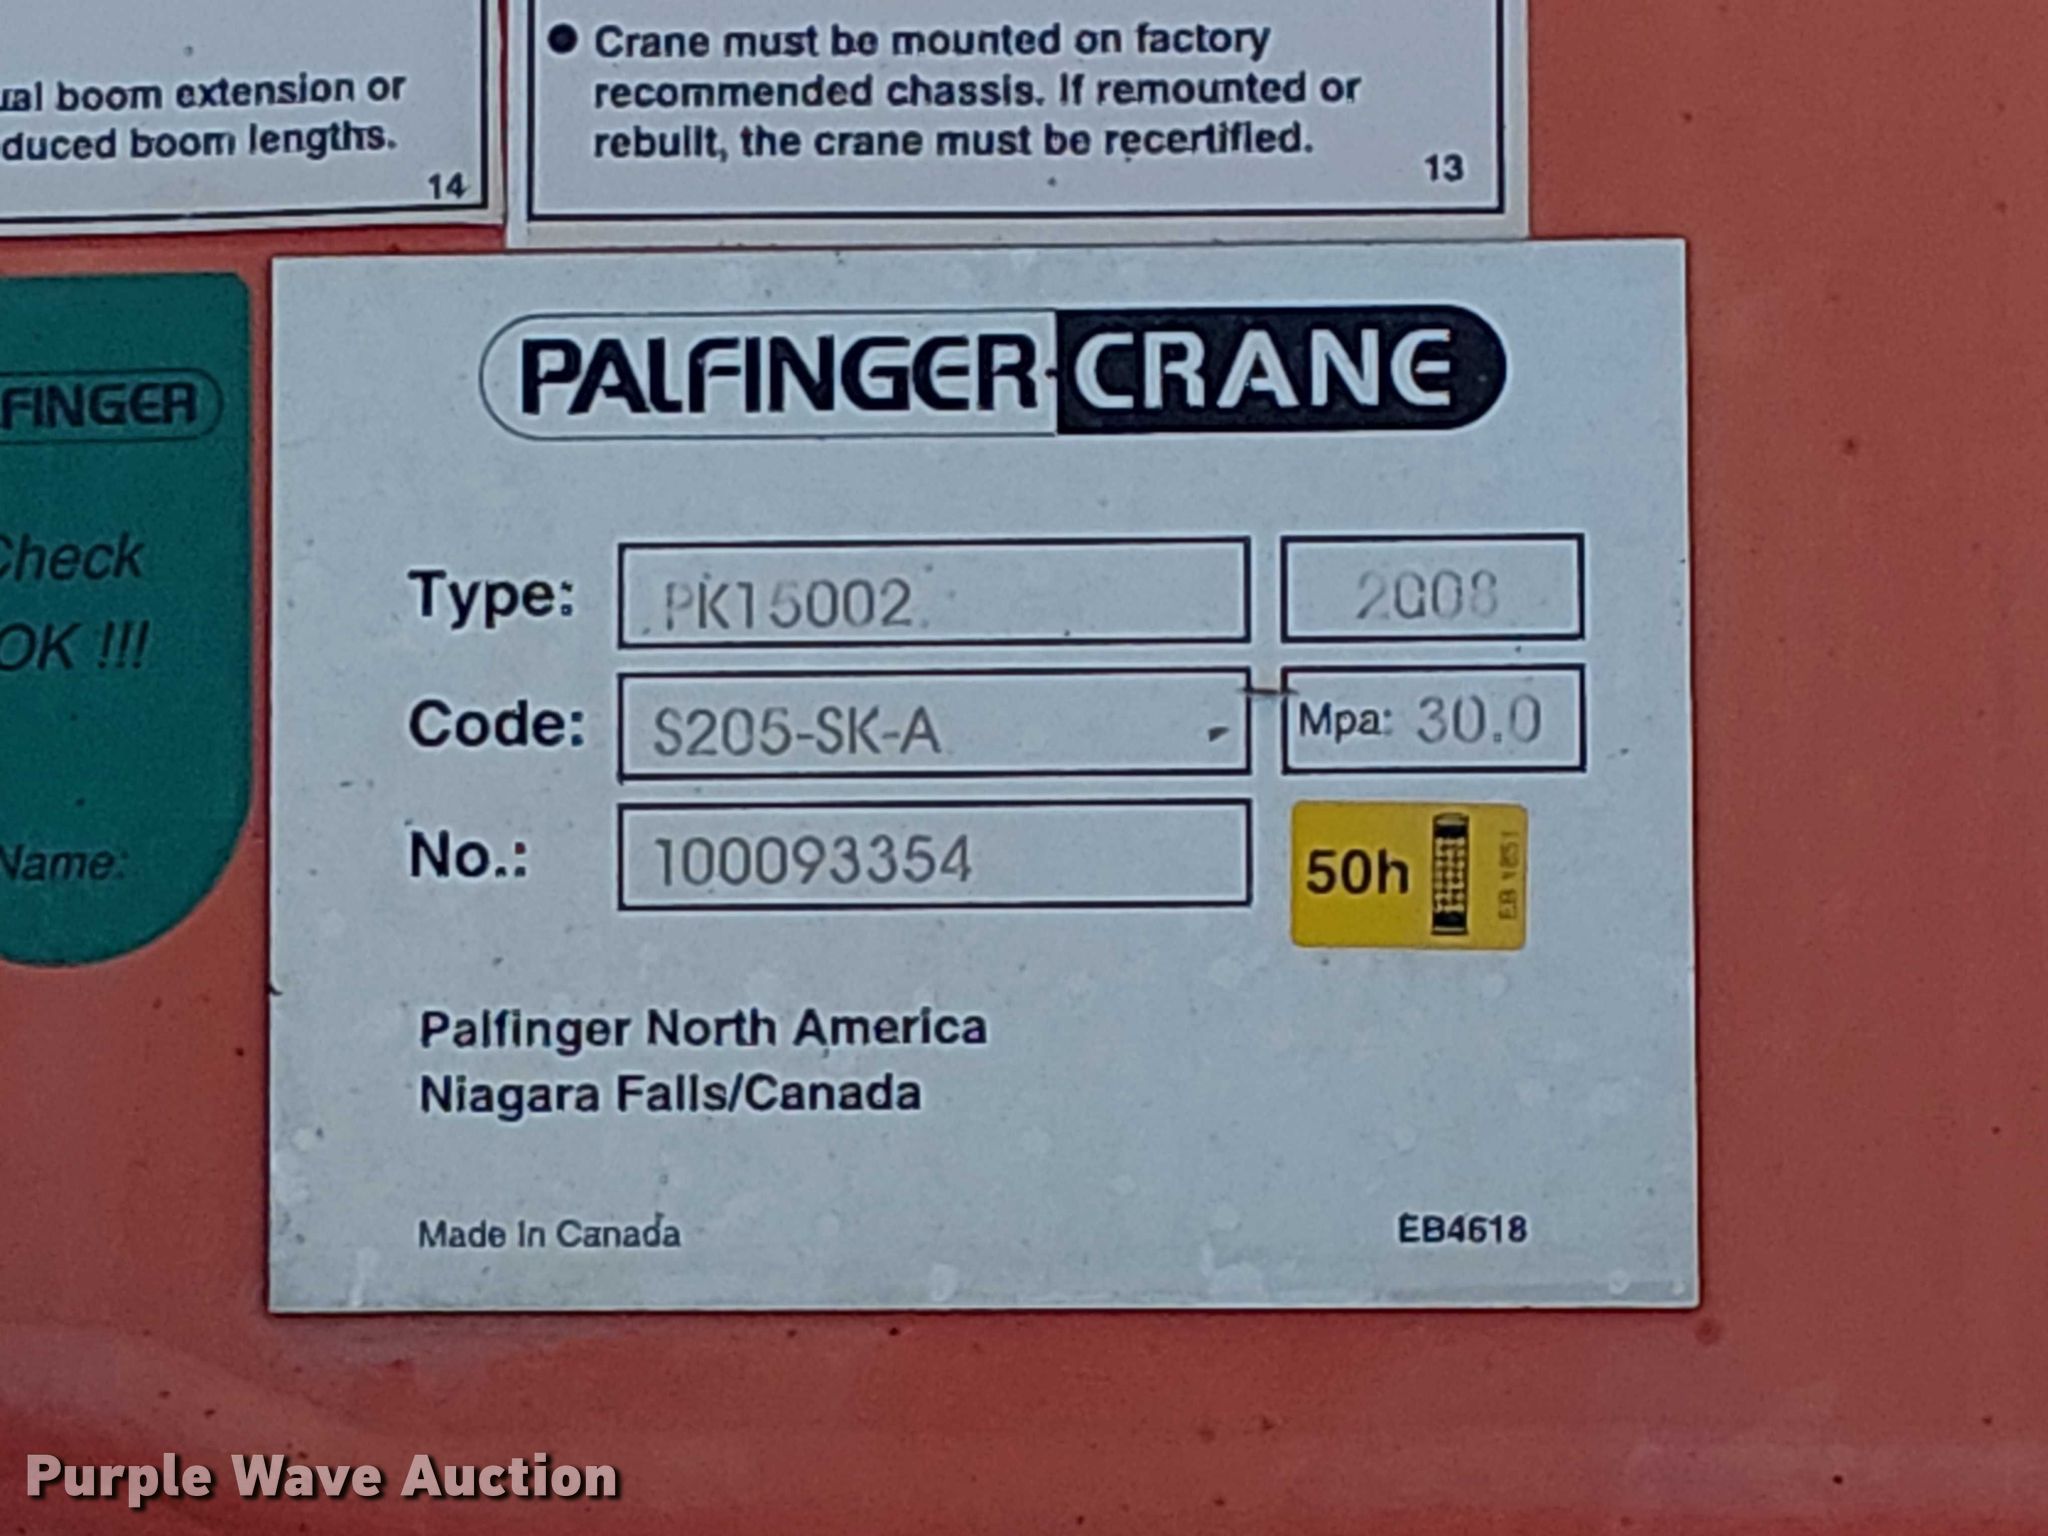 ual boom extension or
duced boom lengths.
14
● Crane must be mounted on factory
recommended chassis. If remounted or
rebuilt, the crane must be recertified.
13
FINGER
Check
OK !!!
Name:
PALFINGER CRANE
Type: PK15002 2008
Code: S205-SK-A Mpa: 30.0
No.: 100093354 50h EB 1851
Palfinger North America
Niagara Falls/Canada
Made In Canada EB4618
Purple Wave Auction